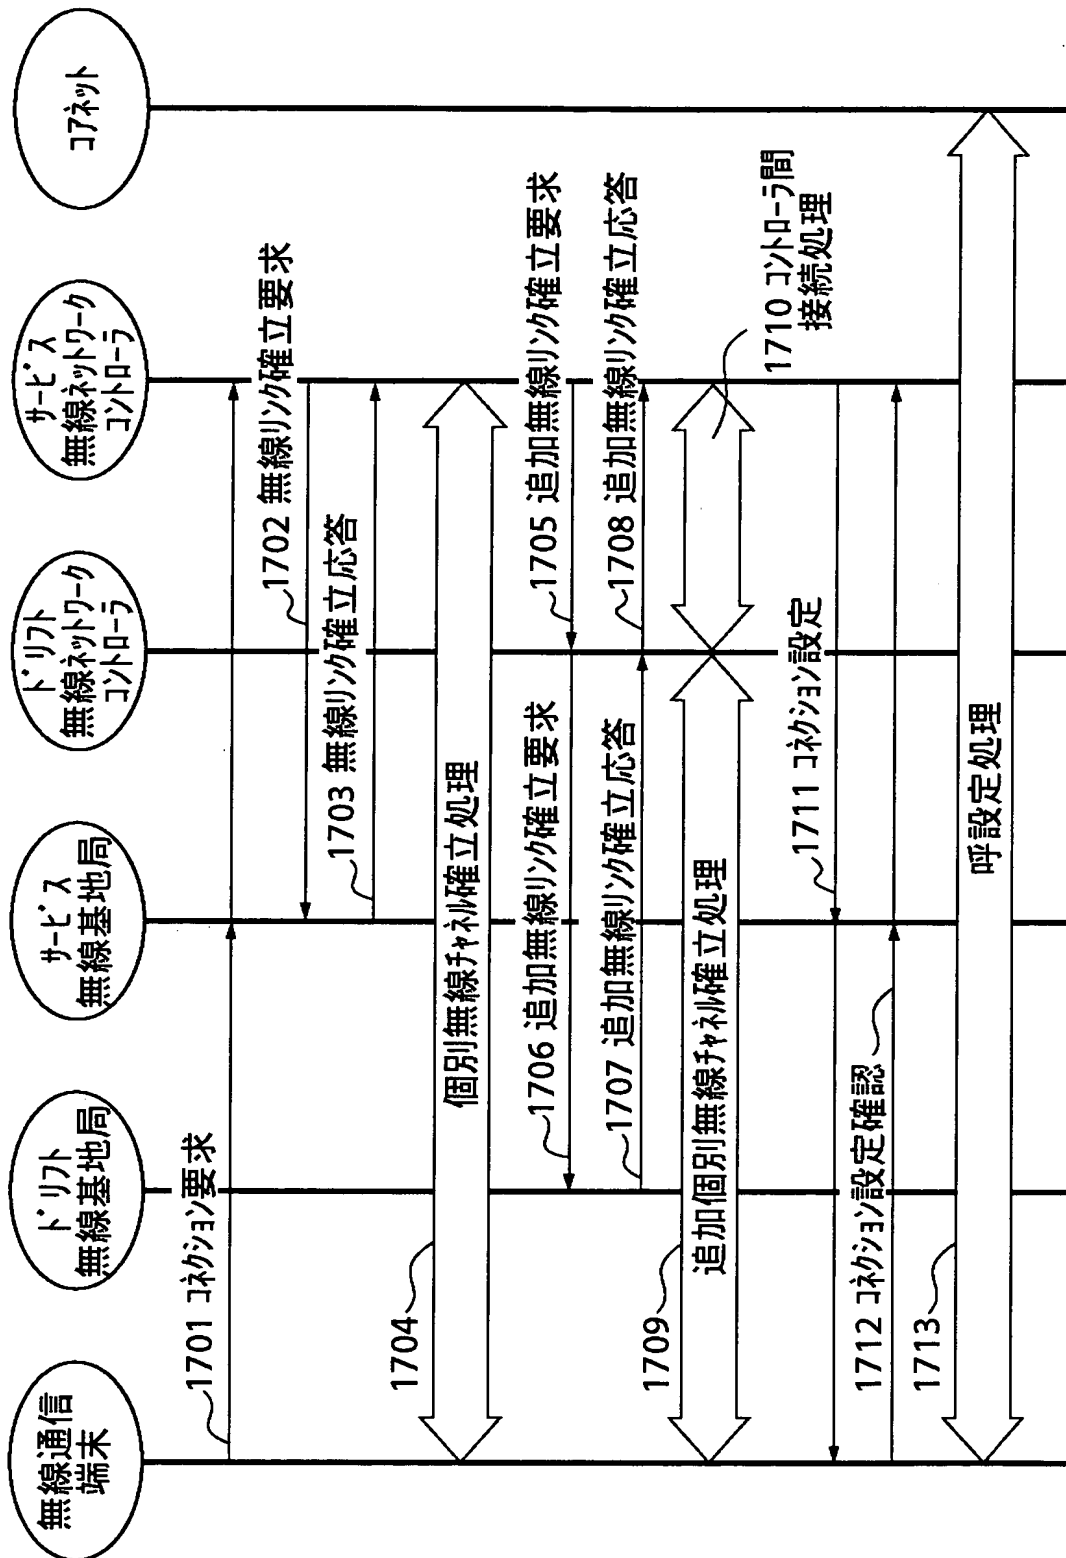 無線通信
端末
ドリフト
無線基地局
サービス
無線基地局
ドリフト
無線ネットワーク
コントローラ
サービス
無線ネットワーク
コントローラ
コアネット
1701 コネクション要求
1702 無線リンク確立要求
1703 無線リンク確立応答
1704
個別無線チャネル確立処理
1705 追加無線リンク確立要求
1706 追加無線リンク確立要求
1707 追加無線リンク確立応答
1708 追加無線リンク確立応答
1709
追加個別無線チャネル確立処理
1710 コントローラ間
接続処理
1711 コネクション設定
1712 コネクション設定確認
1713
呼設定処理